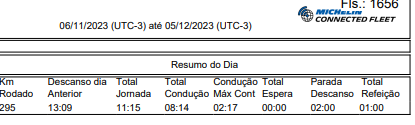 Fls.: 1656
MICHELIN
CONNECTED FLEET
06/11/2023 (UTC-3) até 05/12/2023 (UTC-3)
Resumo do Dia
Km Descanso dia Total Total Condução Total Parada Total
Rodado Anterior Jornada Condução Máx Cont Espera Descanso Refeição
295 13:09 11:15 08:14 02:17 00:00 02:00 01:00